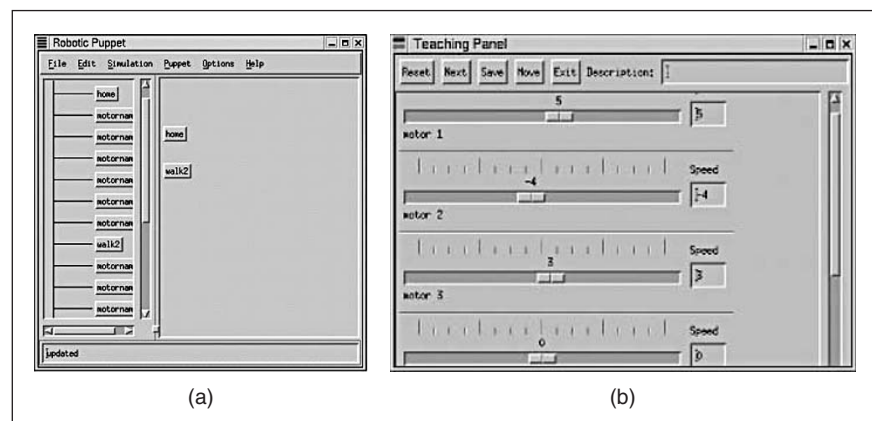 Robotic Puppet
File Edit Simulation Puppet Options Help
home
motornam
motornam
motornam
motornam
motornam
motornam
walk2
motornam
motornam
motornam
home
walk2
updated
(a)
Teaching Panel
Reset Next Save Move Exit Description:
5
5
motor 1
Speed
-4
-4
motor 2
Speed
3
3
motor 3
Speed
0
0
(b)